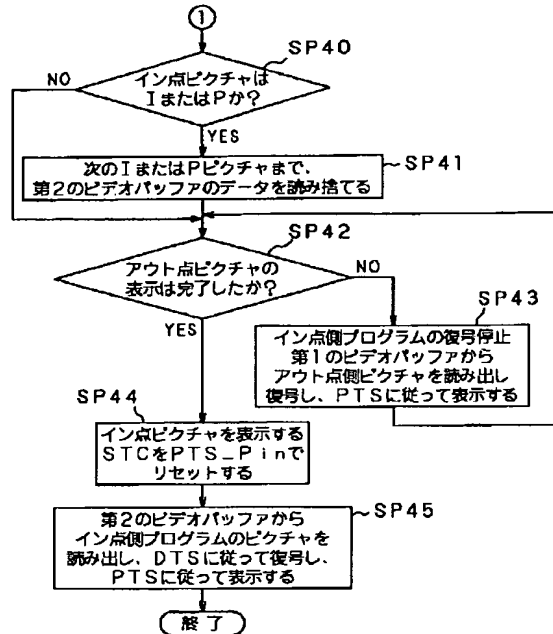 ①
SP40
インク点ピクチャは
IまたはPか?
NO
YES
次のIまたはPピクチャまで、
第2のビデオバッファのデータを読み捨てる
SP41
SP42
アウト点ピクチャの
表示は完了したか?
NO
YES
SP43
イン点側プログラムの復号停止
第1のビデオバッファから
アウト点側ピクチャを読み出し
復号し、PTSに従って表示する
SP44
イン点ピクチャを表示する
STCをPTS_Pinで
リセットする
第2のビデオバッファから
イン点側プログラムのピクチャを
読み出し、DTSに従って復号し、
PTSに従って表示する
SP45
終了